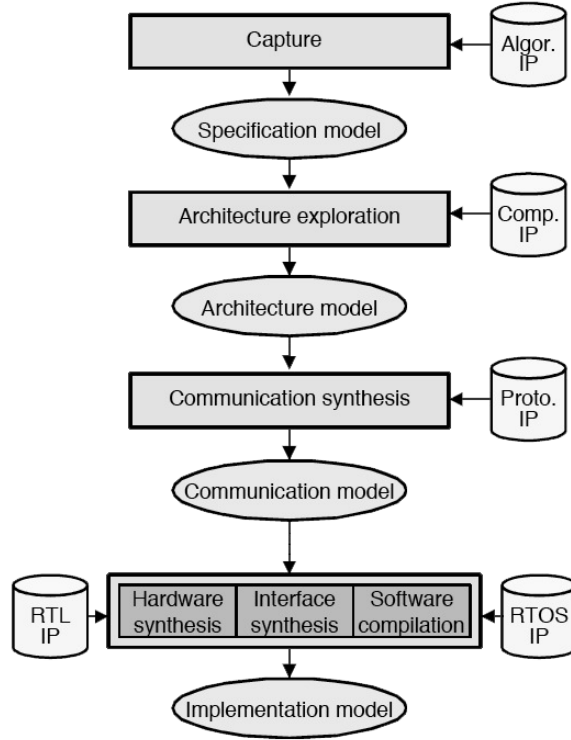 Capture
Algor.
IP
Specification model
Architecture exploration
Comp.
IP
Architecture model
Communication synthesis
Proto.
IP
Communication model
RTL
IP
Hardware
synthesis
Interface
synthesis
Software
compilation
RTOS
IP
Implementation model